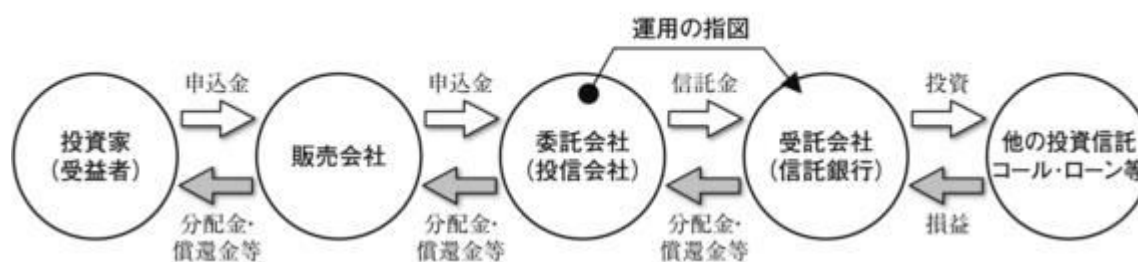 運用の指図
申込金
申込金
信託金
投資
投資家
(受益者)
販売会社
委託会社
(投信会社)
受託会社
(信託銀行)
他の投資信託
コール・ローン等
分配金・
償還金等
分配金・
償還金等
分配金・
償還金等
損益